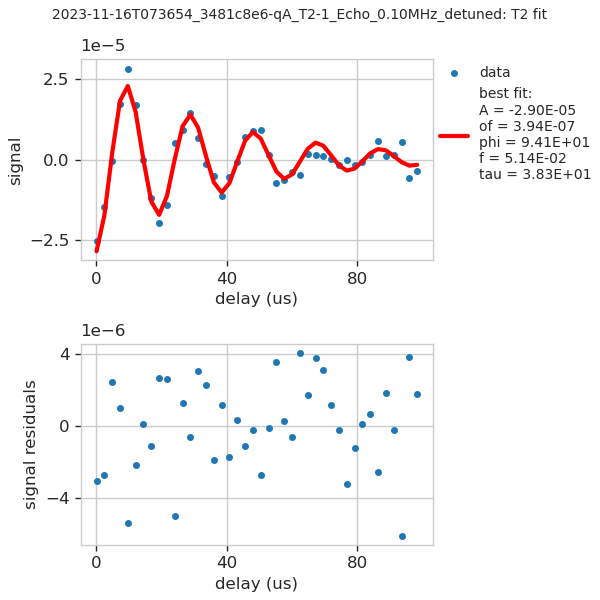 2023-11-16T073654_3481c8e6-qA_T2-1_Echo_0.10MHz_detuned: T2 fit
1e−5
2.5
0.0
−2.5
signal
0
40
80
delay (us)
data
best fit:
A = -2.90E-05
of = 3.94E-07
phi = 9.41E+01
f = 5.14E-02
tau = 3.83E+01
1e−6
4
0
−4
signal residuals
0
40
80
delay (us)